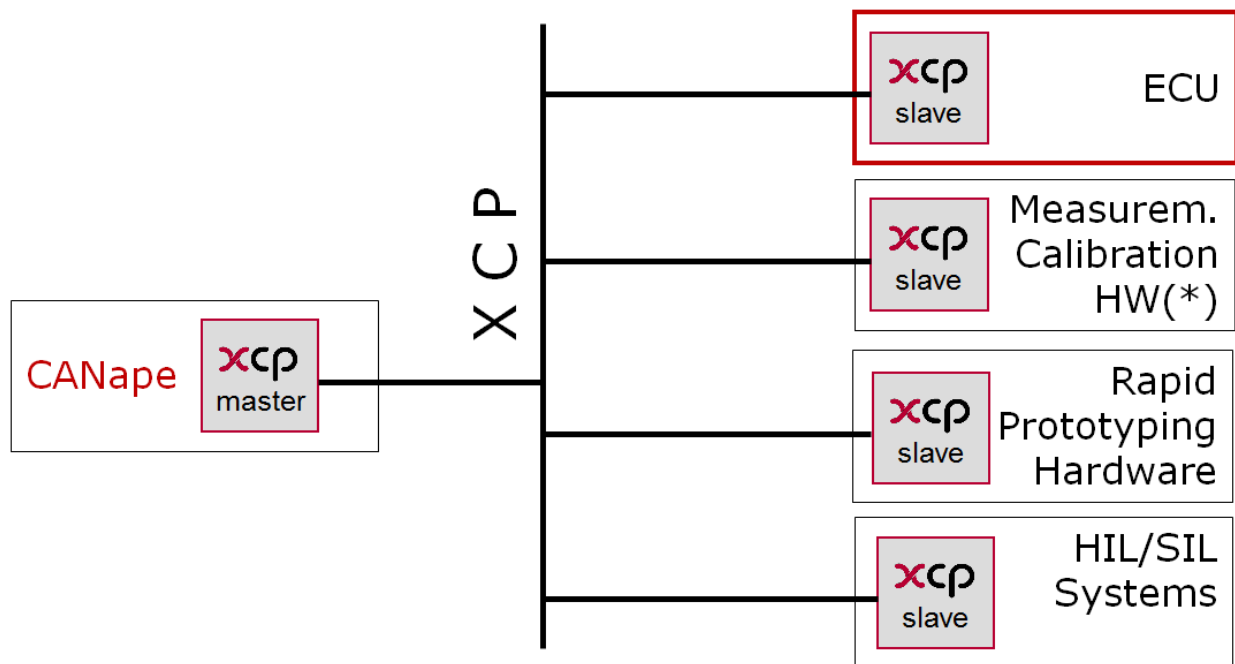 CANape
xcp
master
X C P
xcp
slave
ECU
xcp
slave
Measurem.
Calibration
HW(*)
xcp
slave
Rapid
Prototyping
Hardware
xcp
slave
HIL/SIL
Systems